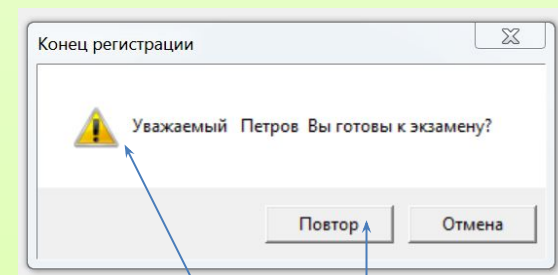 Конец регистрации
Уважаемый Петров Вы готовы к экзамену?
Повтор
Отмена